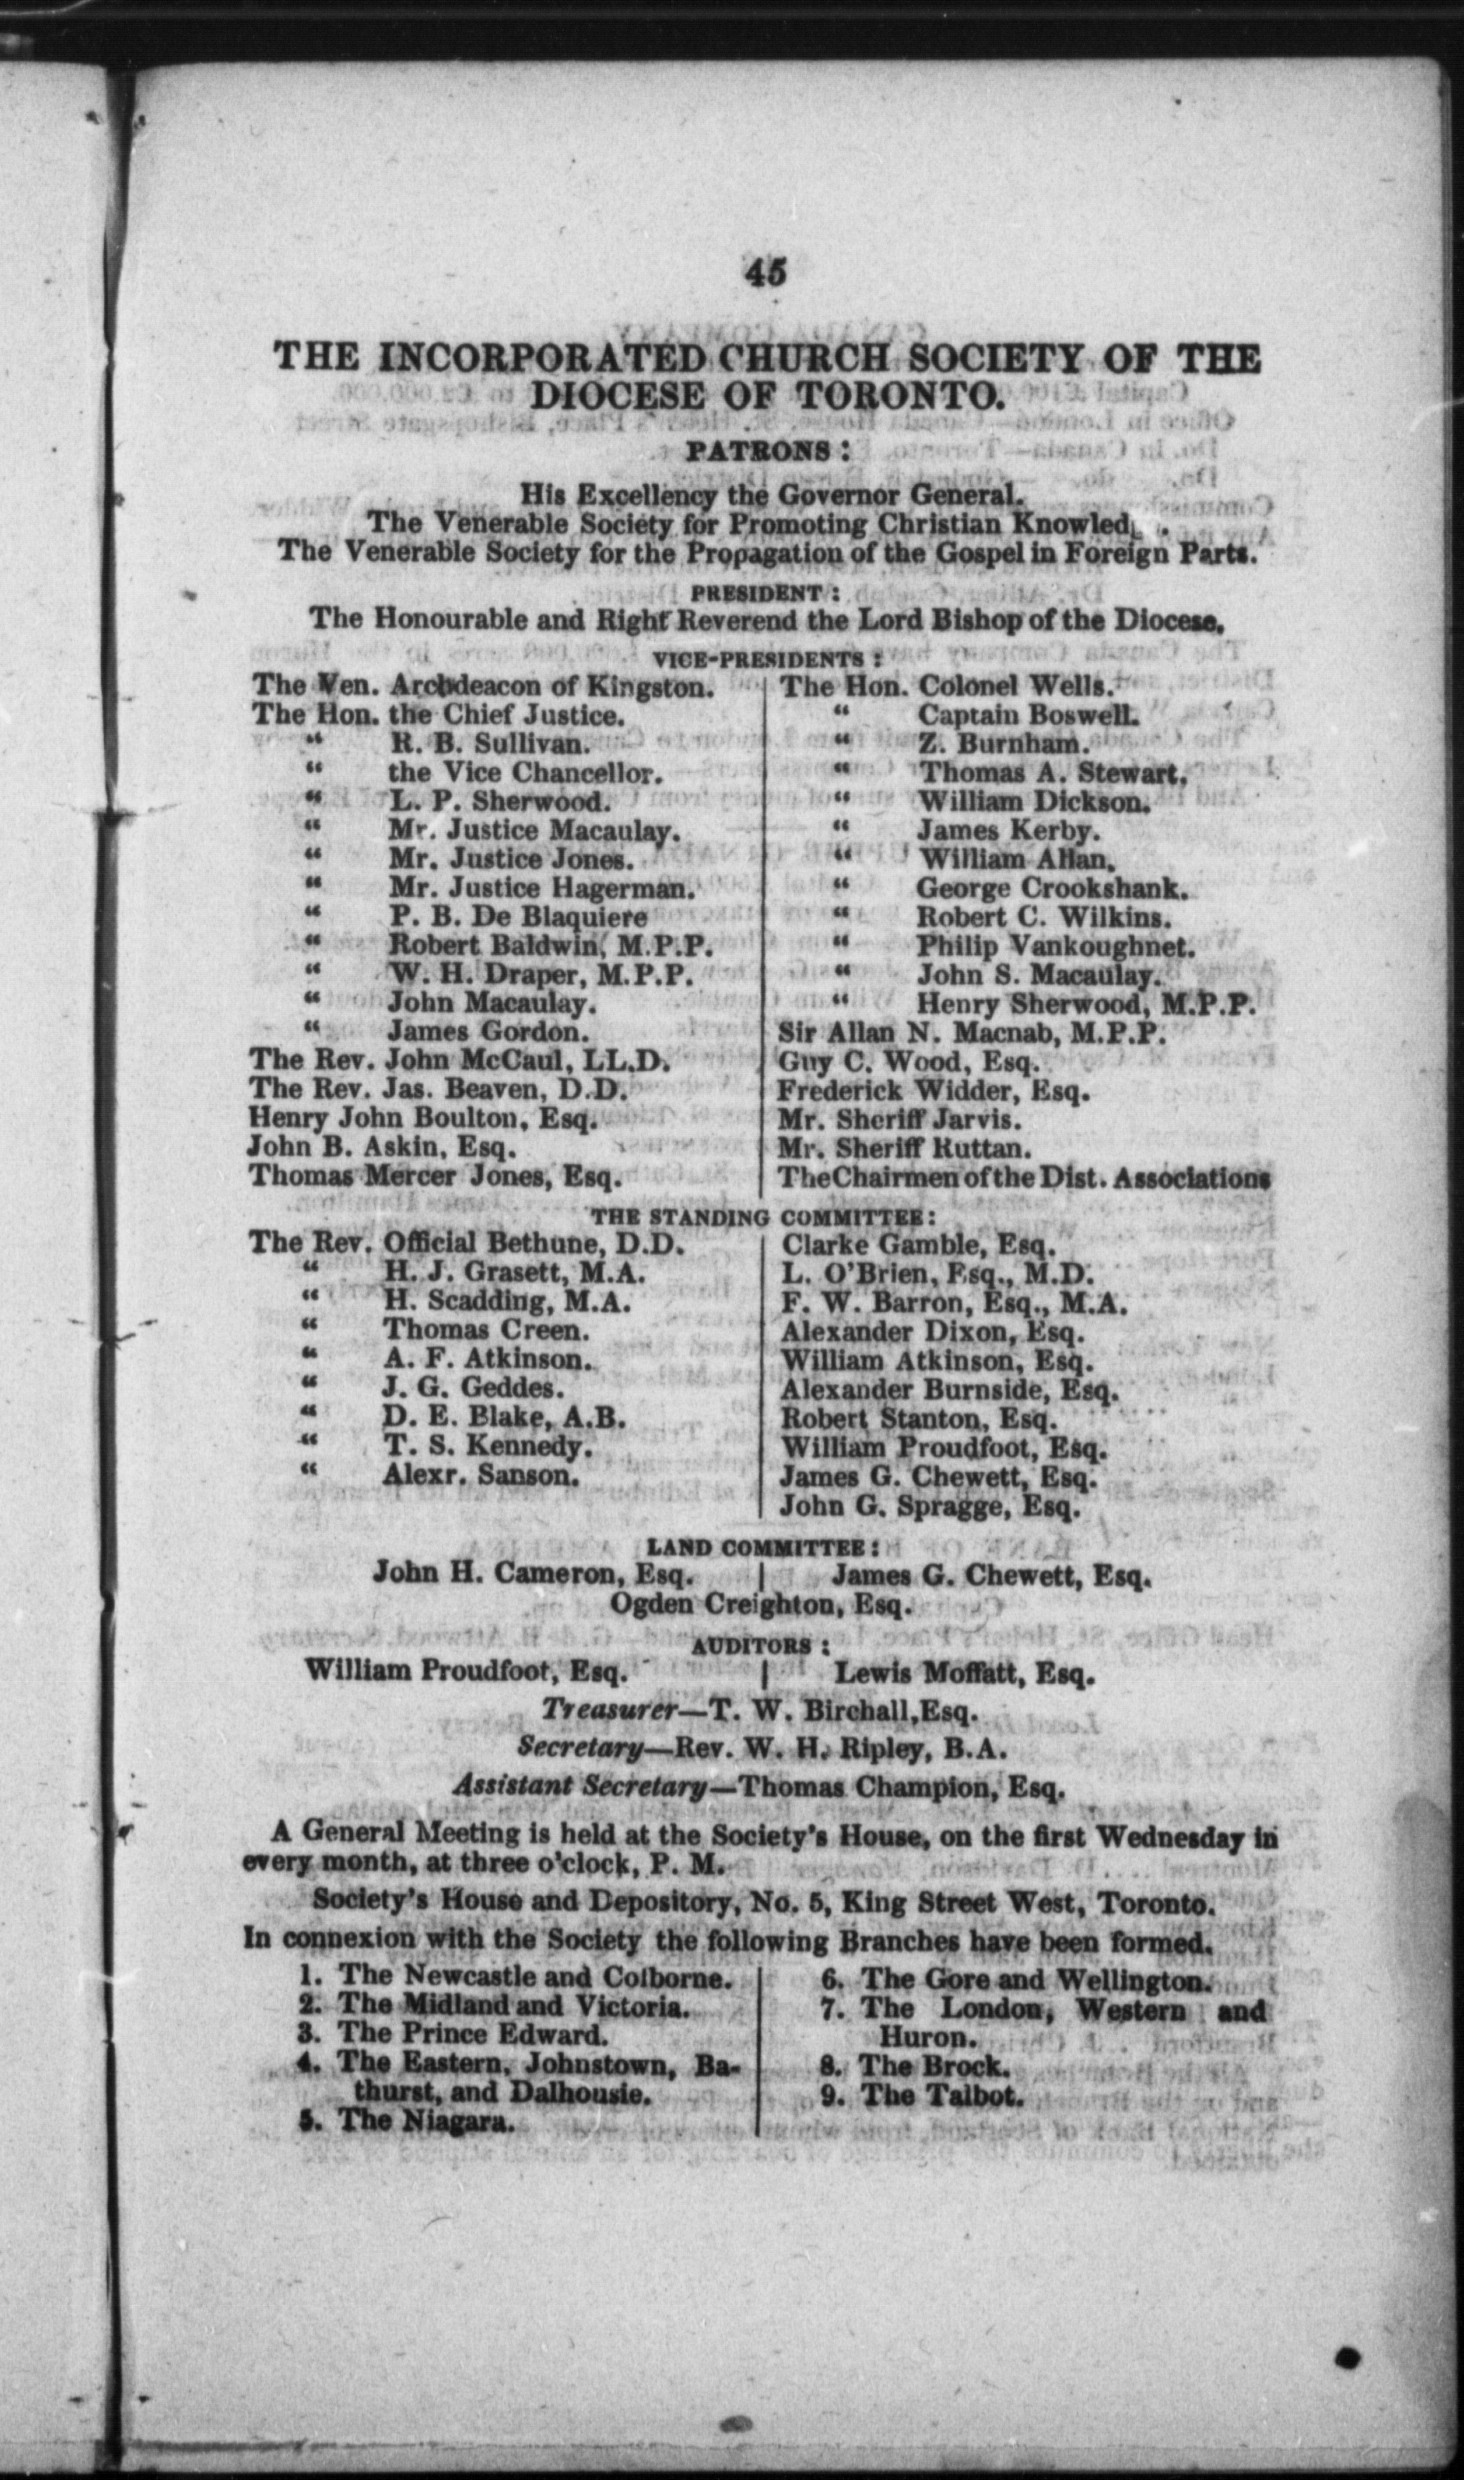 45
THE INCORPORATED CHURCH SOCIETY OF THE
DIOCESE OF TORONTO.
PATRONS:
His Excellency the Governor General.
The Venerable Society for Promoting Christian
The Venerable Society for the Propagation of the Gospel in Foreign Parts.
PRESIDENT:
The Honourable and Right Reverend the Lord Bishop of the Diocese.
VICE-PRESIDENTS:
The Ven. Archdeacon of Kingston.
The Hon. the Chief Justice.
" R. B. Sullivan.
" the Vice Chancellor.
" L. P. Sherwood.
" Mr. Justice Macaulay.
" Mr. Justice Jones.
" Mr. Justice Hagerman.
" P. B. De Blaquiere
" Robert Baldwin, M.P.P.
" W. H. Draper, M.P.P.
" John Macaulay.
" James Gordon.
The Rev. John McCaul, LL.D.
The Rev. Jas. Beaven, D.D.
Henry John Boulton, Esq.
John B. Askin, Esq.
Thomas Mercer Jones, Esq.
The Hon. Colonel Wells.
" Captain Boswell.
" Z. Burnham.
" Thomas A. Stewart.
" William Dickson.
" James Kerby.
" William Allan.
" George Crookshank.
" Robert C. Wilkins.
" Philip Vankoughnet.
" John S. Macaulay.
" Henry Sherwood, M.P.P.
Sir Allan N. Macnab, M.P.P.
Guy C. Wood, Esq.
Frederick Widder, Esq.
Mr. Sheriff Jarvis.
Mr. Sheriff Ruttan.
The Chairmen of the Dist. Associations
THE STANDING COMMITTEE:
The Rev. Official Bethune, D.D.
" H. J. Grasett, M.A.
" H. Scadding, M.A.
" Thomas Creen.
" A. F. Atkinson.
" J. G. Geddes.
" D. E. Blake, A.B.
" T. S. Kennedy.
" Alexr. Sanson.
Clarke Gamble, Esq.
L. O'Brien, Esq., M.D.
F. W. Barron, Esq., M.A.
Alexander Dixon, Esq.
William Atkinson, Esq.
Alexander Burnside, Esq.
Robert Stanton, Esq.
William Proudfoot, Esq.
James G. Chewett, Esq.
John G. Spragge, Esq.
LAND COMMITTEE:
John H. Cameron, Esq. | James G. Chewett, Esq.
Ogden Creighton, Esq.
AUDITORS:
William Proudfoot, Esq. | Lewis Moffatt, Esq.
Treasurer—T. W. Birchall, Esq.
Secretary—Rev. W. H. Ripley, B.A.
Assistant Secretary—Thomas Champion, Esq.
A General Meeting is held at the Society's House, on the first Wednesday in
every month, at three o'clock, P. M.
Society's House and Depository, No. 5, King Street West, Toronto.
In connexion with the Society the following Branches have been formed.
1. The Newcastle and Colborne.
2. The Midland and Victoria.
3. The Prince Edward.
4. The Eastern, Johnstown, Ba-
thurst, and Dalhousie.
5. The Niagara.
6. The Gore and Wellington.
7. The London, Western and
Huron.
8. The Brock.
9. The Talbot.